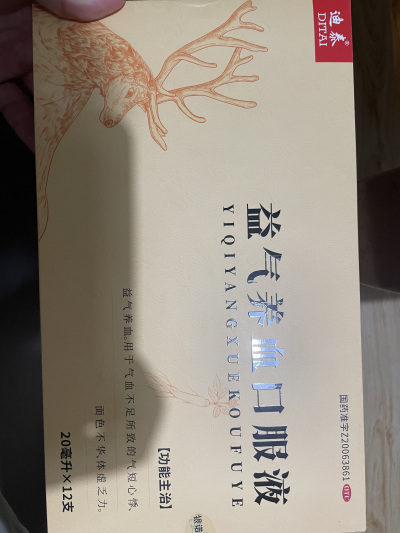 迪泰®
DITAI
益气养血口服液
YIQIYANGXUEKOUFUYE
国药准字Z20063861
OTC
【功能主治】
益气养血。用于气血不足所致的气短心悸、
面色不华、体虚乏力。
20毫升×12支
银诺